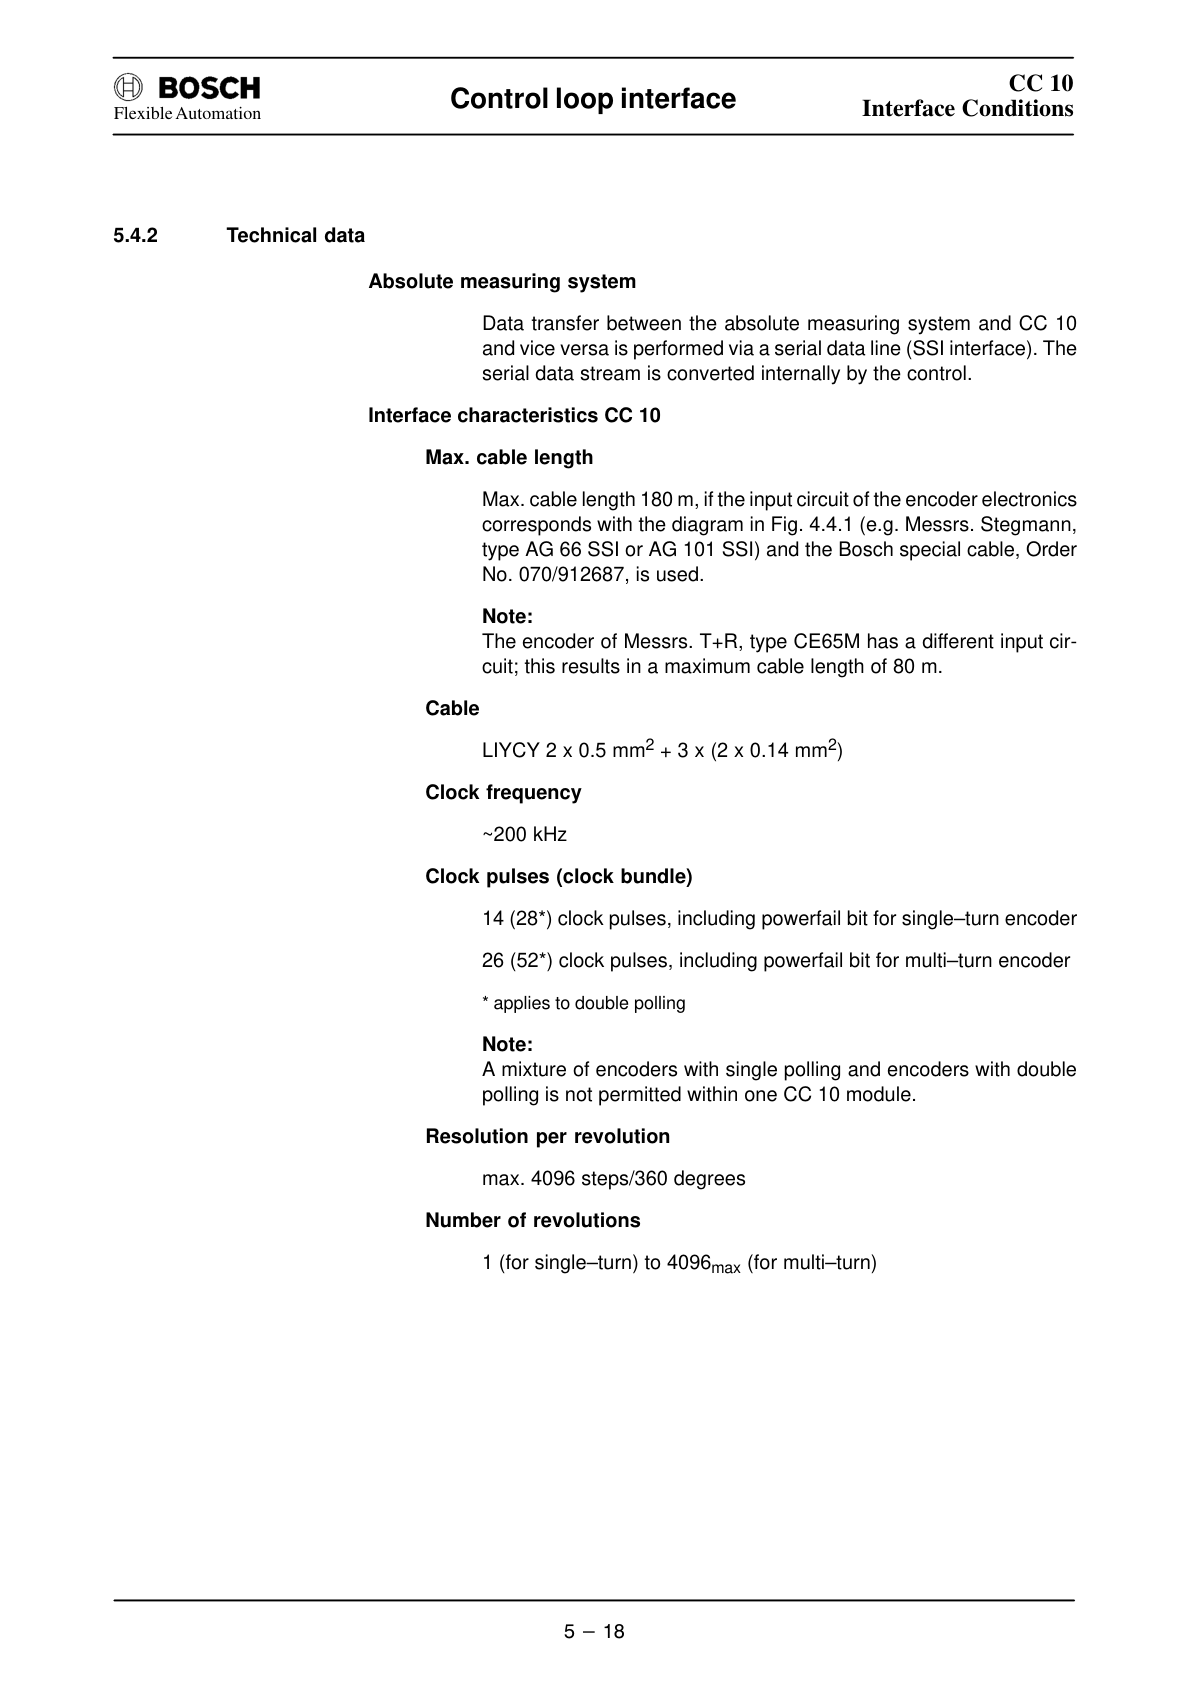 BOSCH
Flexible Automation
Control loop interface
CC 10
Interface Conditions
5.4.2 Technical data
Absolute measuring system
Data transfer between the absolute measuring system and CC 10
and vice versa is performed via a serial data line (SSI interface). The
serial data stream is converted internally by the control.
Interface characteristics CC 10
Max. cable length
Max. cable length 180 m, if the input circuit of the encoder electronics
corresponds with the diagram in Fig. 4.4.1 (e.g. Messrs. Stegmann,
type AG 66 SSI or AG 101 SSI) and the Bosch special cable, Order
No. 070/912687, is used.
Note:
The encoder of Messrs. T+R, type CE65M has a different input cir-
cuit; this results in a maximum cable length of 80 m.
Cable
LIYCY 2 x 0.5 mm² + 3 x (2 x 0.14 mm²)
Clock frequency
~200 kHz
Clock pulses (clock bundle)
14 (28*) clock pulses, including powerfail bit for single–turn encoder
26 (52*) clock pulses, including powerfail bit for multi–turn encoder
* applies to double polling
Note:
A mixture of encoders with single polling and encoders with double
polling is not permitted within one CC 10 module.
Resolution per revolution
max. 4096 steps/360 degrees
Number of revolutions
1 (for single–turn) to 4096max (for multi–turn)
5 – 18